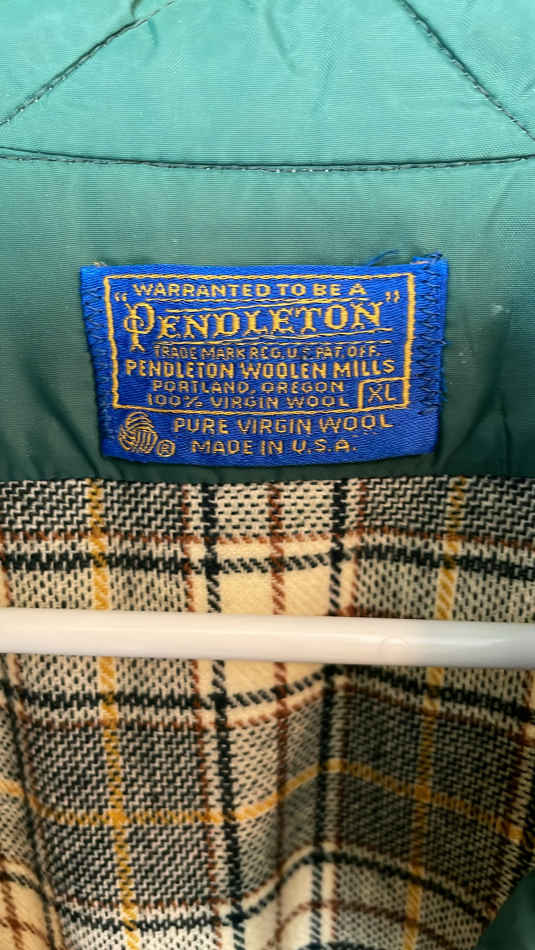 WARRANTED TO BE A
"PENDLETON"
TRADE MARK REG. U.S. PAT. OFF.
PENDLETON WOOLEN MILLS
PORTLAND, OREGON
100% VIRGIN WOOL XL
PURE VIRGIN WOOL
® MADE IN U.S.A.